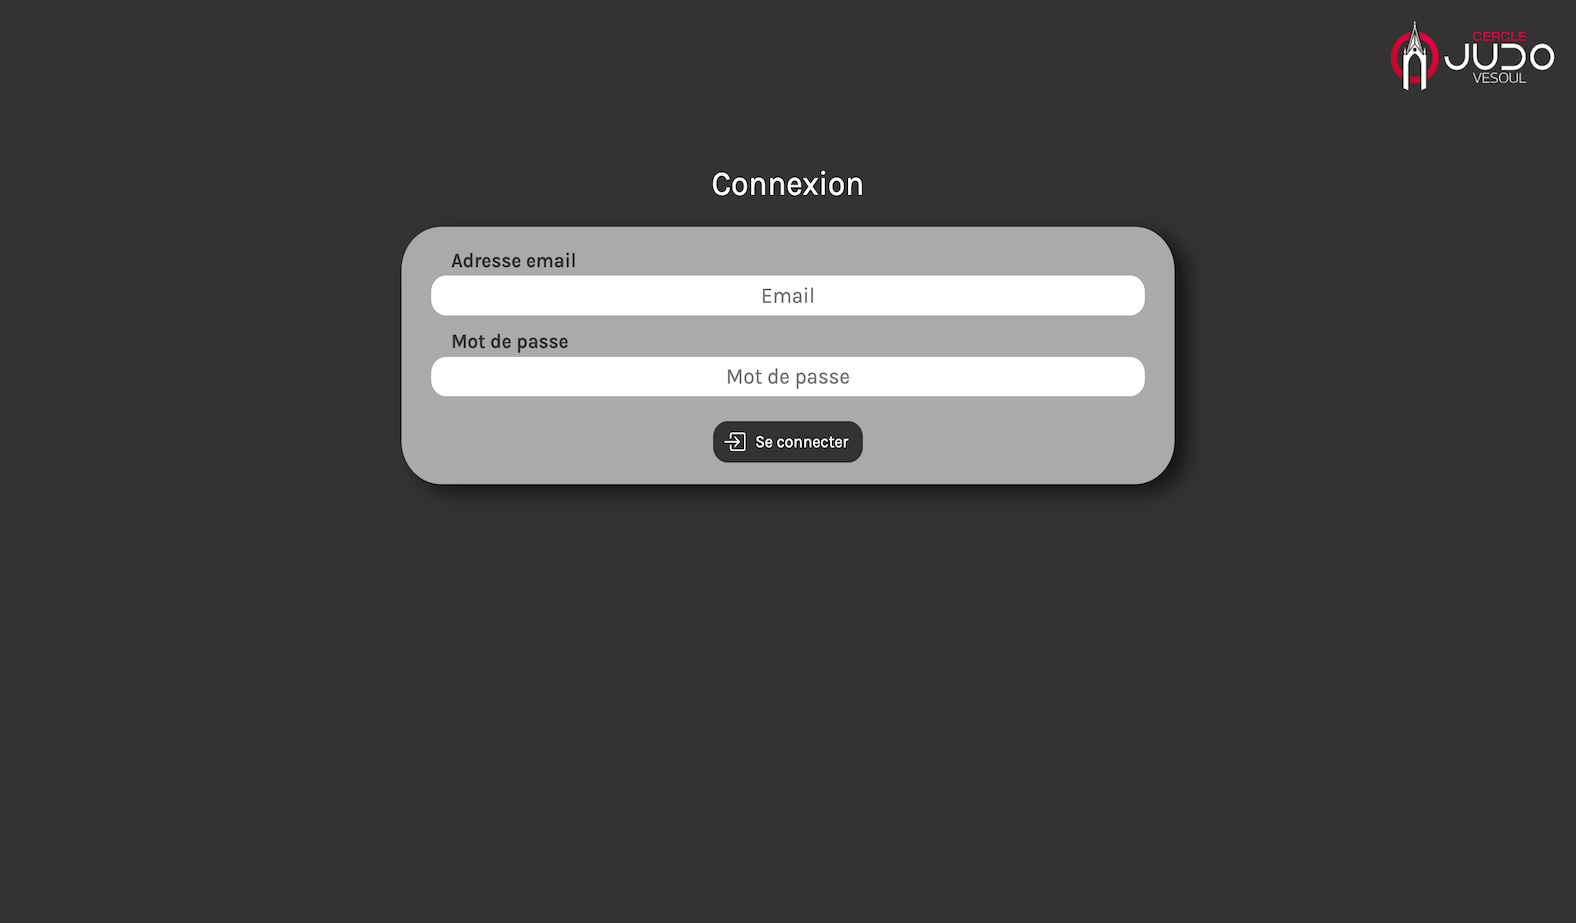 CERCLE
JUDO
VESOUL
Connexion
Adresse email
Email
Mot de passe
Mot de passe
Se connecter